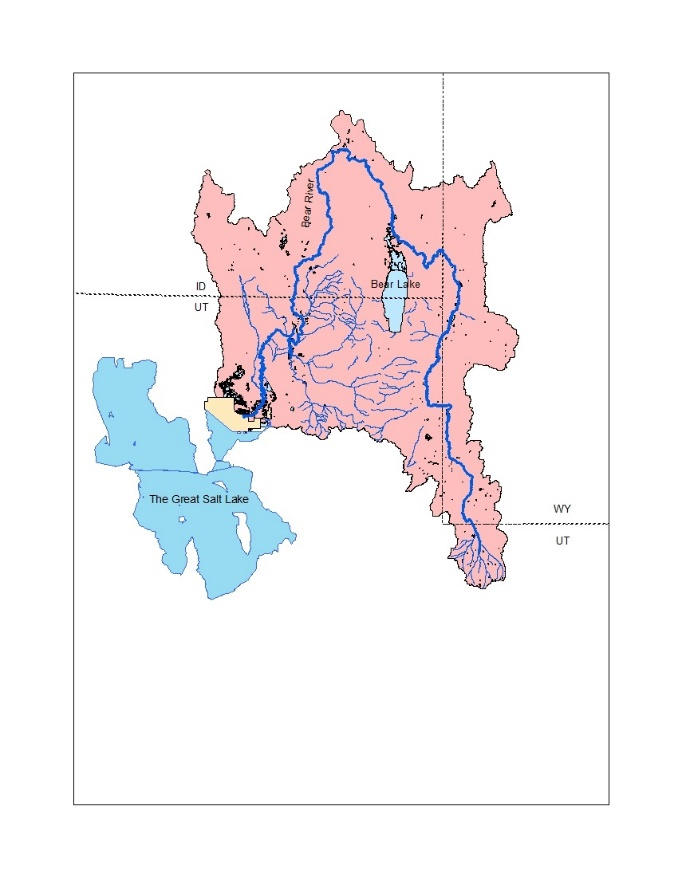 Bear River
ID
Bear Lake
UT
The Great Salt Lake
WY
UT